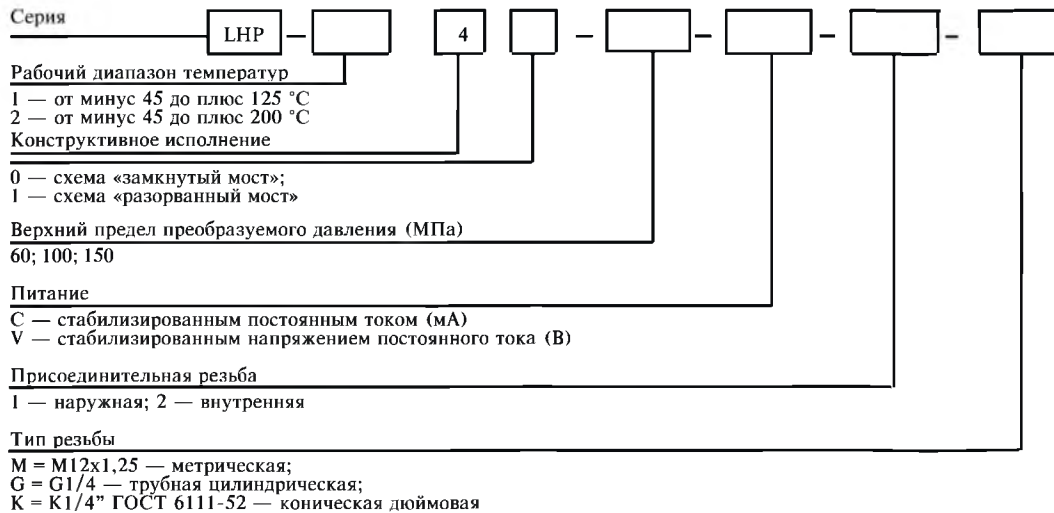 Серия
LHP – 4 – – – –
Рабочий диапазон температур
1 — от минус 45 до плюс 125 °С
2 — от минус 45 до плюс 200 °С
Конструктивное исполнение
0 — схема «замкнутый мост»;
1 — схема «разорванный мост»
Верхний предел преобразуемого давления (МПа)
60; 100; 150
Питание
С — стабилизированным постоянным током (мА)
V — стабилизированным напряжением постоянного тока (В)
Присоединительная резьба
1 — наружная; 2 — внутренняя
Тип резьбы
М = М12х1,25 — метрическая;
G = G1/4 — трубная цилиндрическая;
К = К1/4” ГОСТ 6111-52 — коническая дюймовая